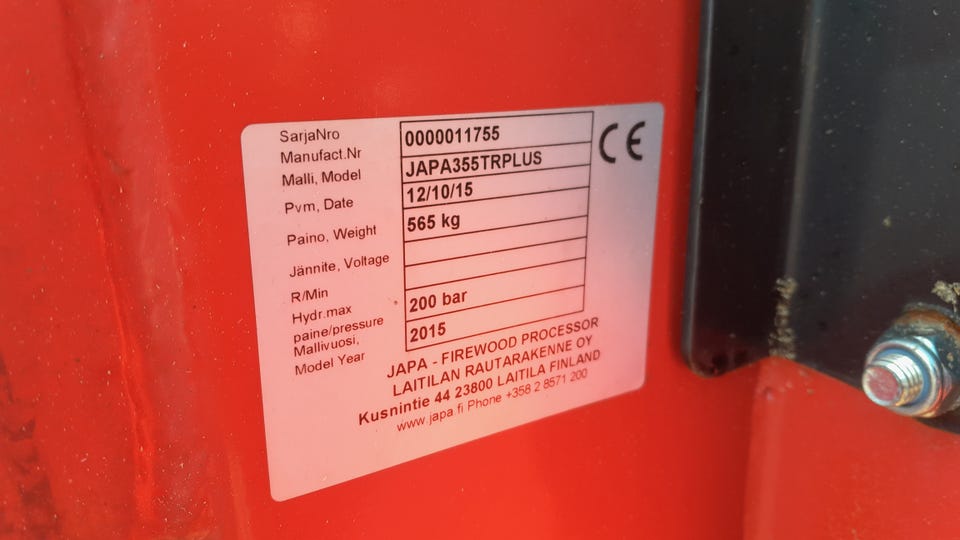 SarjaNro
Manufact.Nr 0000011755
Malli, Model JAPA355TRPLUS
Pvm, Date 12/10/15
Paino, Weight 565 kg
Jännite, Voltage
R/Min
Hydr.max
paine/pressure 200 bar
Mallivuosi,
Model Year 2015
CE
JAPA - FIREWOOD PROCESSOR
LAITILAN RAUTARAKENNE OY
Kusnintie 44 23800 LAITILA FINLAND
www.japa.fi Phone +358 2 8571 200